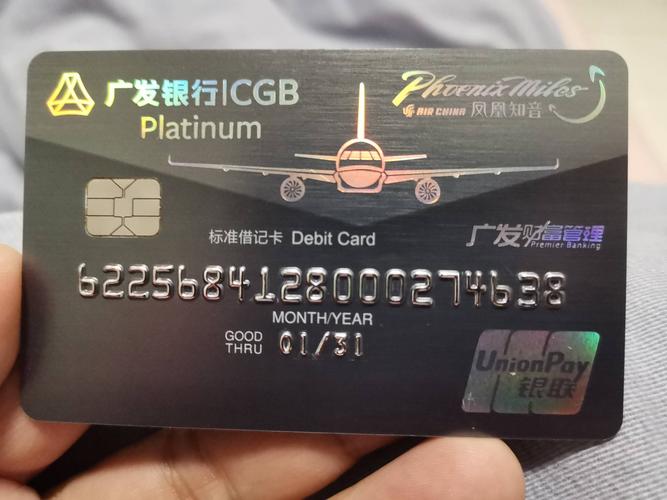 广发银行|CGB
Platinum
Phoenix Miles
AIR CHINA 凤凰知音
标准借记卡 Debit Card
广发财富管理
Premier Banking
6225684128000274638
MONTH/YEAR
GOOD THRU 01/31
UnionPay
银联